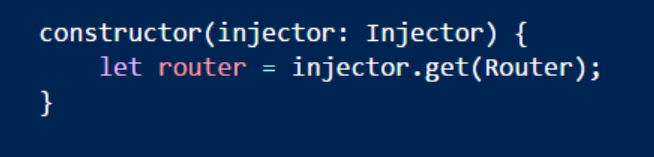 constructor(injector: Injector) {
    let router = injector.get(Router);
}